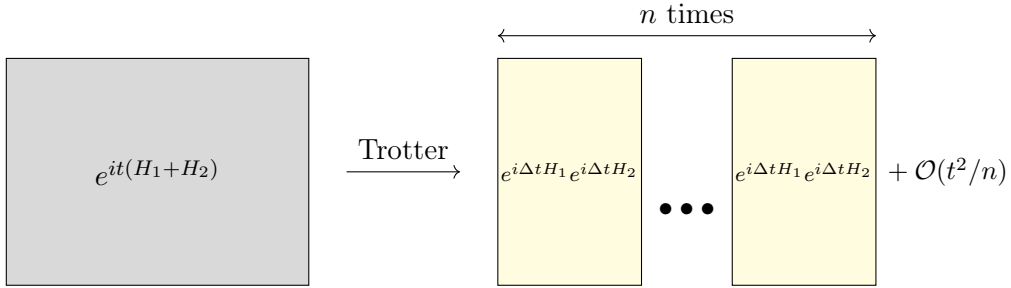 n times
e^{it(H_1+H_2)}
Trotter
e^{iΔtH_1}e^{iΔtH_2}
•••
e^{iΔtH_1}e^{iΔtH_2}
+ 𝒪(t^2/n)